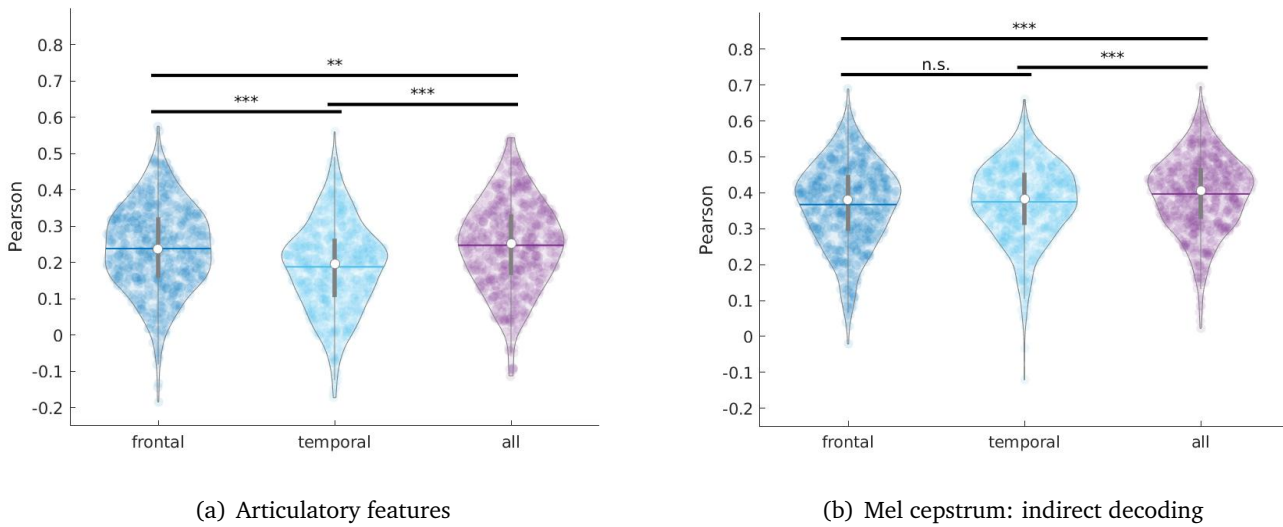 0.8
0.7
0.6
0.5
0.4
0.3
0.2
0.1
0
-0.1
-0.2
Pearson
**
***
***
frontal
temporal
all
(a) Articulatory features
0.8
0.7
0.6
0.5
0.4
0.3
0.2
0.1
0
-0.1
-0.2
Pearson
***
n.s.
***
frontal
temporal
all
(b) Mel cepstrum: indirect decoding